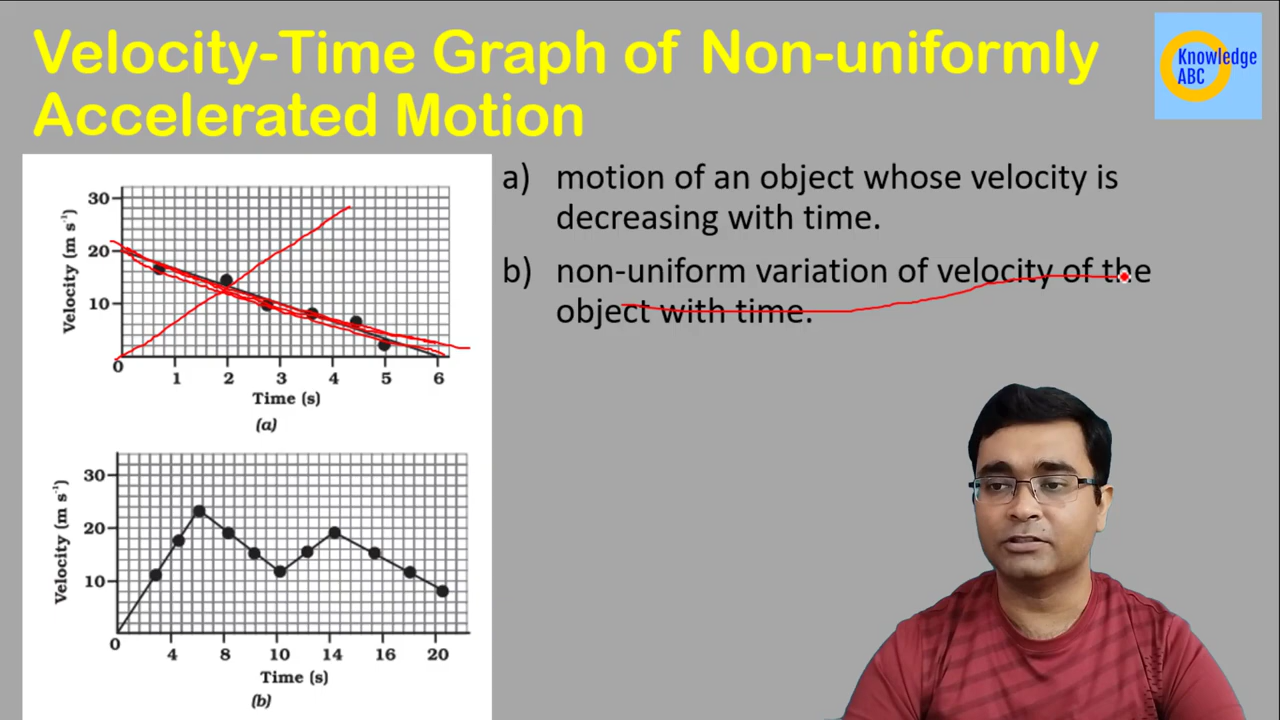 Velocity-Time Graph of Non-uniformly
Accelerated Motion
Knowledge
ABC
a) motion of an object whose velocity is
decreasing with time.
b) non-uniform variation of velocity of the
object with time.
Velocity (m s⁻¹)
30
20
10
0
1 2 3 4 5 6
Time (s)
(a)
Velocity (m s⁻¹)
30
20
10
0
4 8 10 14 16 20
Time (s)
(b)